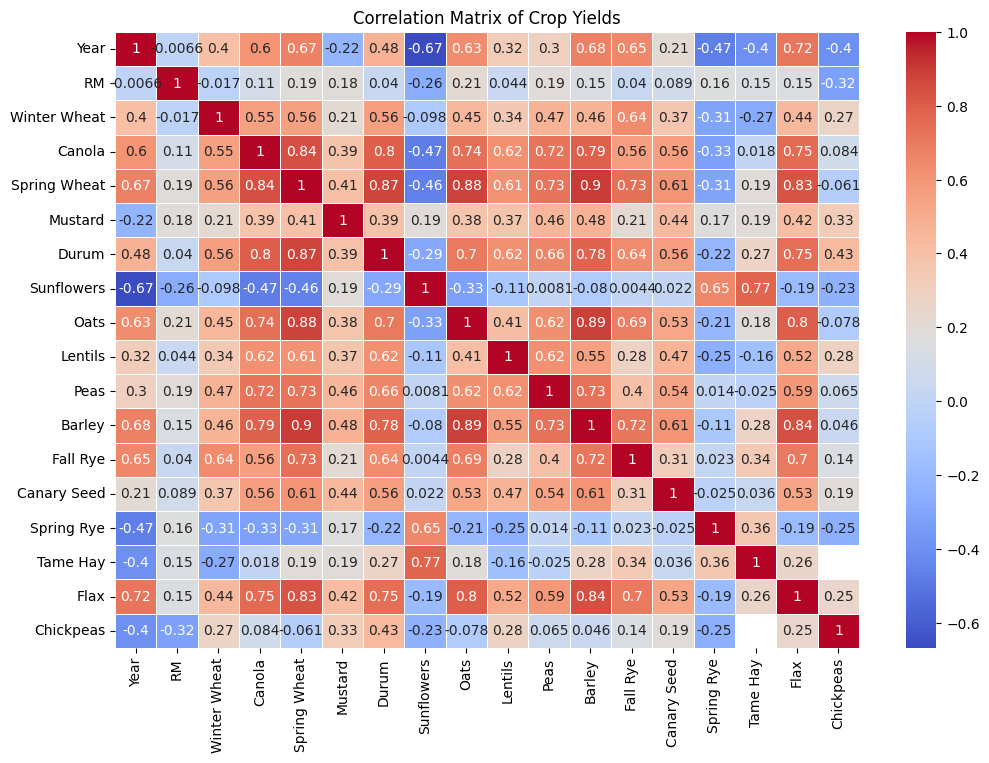 Correlation Matrix of Crop Yields
Year 1 -0.0066 0.4 0.6 0.67 -0.22 0.48 -0.67 0.63 0.32 0.3 0.68 0.65 0.21 -0.47 -0.4 0.72 -0.4
RM -0.0066 1 -0.017 0.11 0.19 0.18 0.04 -0.26 0.21 0.044 0.19 0.15 0.04 0.089 0.16 0.15 0.15 -0.32
Winter Wheat 0.4 -0.017 1 0.55 0.56 0.21 0.56 -0.098 0.45 0.34 0.47 0.46 0.64 0.37 -0.31 -0.27 0.44 0.27
Canola 0.6 0.11 0.55 1 0.84 0.39 0.8 -0.47 0.74 0.62 0.72 0.79 0.56 0.56 -0.33 0.018 0.75 0.084
Spring Wheat 0.67 0.19 0.56 0.84 1 0.41 0.87 -0.46 0.88 0.61 0.73 0.9 0.73 0.61 -0.31 0.19 0.83 -0.061
Mustard -0.22 0.18 0.21 0.39 0.41 1 0.39 0.19 0.38 0.37 0.46 0.48 0.21 0.44 0.17 0.19 0.42 0.33
Durum 0.48 0.04 0.56 0.8 0.87 0.39 1 -0.29 0.7 0.62 0.66 0.78 0.64 0.56 -0.22 0.27 0.75 0.43
Sunflowers -0.67 -0.26 -0.098 -0.47 -0.46 0.19 -0.29 1 -0.33 -0.11 0.0081 -0.08 0.0044 0.022 0.65 0.77 -0.19 -0.23
Oats 0.63 0.21 0.45 0.74 0.88 0.38 0.7 -0.33 1 0.41 0.62 0.89 0.69 0.53 -0.21 0.18 0.8 -0.078
Lentils 0.32 0.044 0.34 0.62 0.61 0.37 0.62 -0.11 0.41 1 0.62 0.55 0.28 0.47 -0.25 -0.16 0.52 0.28
Peas 0.3 0.19 0.47 0.72 0.73 0.46 0.66 0.0081 0.62 0.62 1 0.73 0.4 0.54 0.014 -0.025 0.59 0.065
Barley 0.68 0.15 0.46 0.79 0.9 0.48 0.78 -0.08 0.89 0.55 0.73 1 0.72 0.61 -0.11 0.28 0.84 0.046
Fall Rye 0.65 0.04 0.64 0.56 0.73 0.21 0.64 0.0044 0.69 0.28 0.4 0.72 1 0.31 0.023 0.34 0.7 0.14
Canary Seed 0.21 0.089 0.37 0.56 0.61 0.44 0.56 0.022 0.53 0.47 0.54 0.61 0.31 1 -0.025 0.036 0.53 0.19
Spring Rye -0.47 0.16 -0.31 -0.33 -0.31 0.17 -0.22 0.65 -0.21 -0.25 0.014 -0.11 0.023 -0.025 1 0.36 -0.19 -0.25
Tame Hay -0.4 0.15 -0.27 0.018 0.19 0.19 0.27 0.77 0.18 -0.16 -0.025 0.28 0.34 0.036 0.36 1 0.26
Flax 0.72 0.15 0.44 0.75 0.83 0.42 0.75 -0.19 0.8 0.52 0.59 0.84 0.7 0.53 -0.19 0.26 1 0.25
Chickpeas -0.4 -0.32 0.27 0.084 -0.061 0.33 0.43 -0.23 -0.078 0.28 0.065 0.046 0.14 0.19 -0.25 0.25 1
Year
RM
Winter Wheat
Canola
Spring Wheat
Mustard
Durum
Sunflowers
Oats
Lentils
Peas
Barley
Fall Rye
Canary Seed
Spring Rye
Tame Hay
Flax
Chickpeas
1.0
0.8
0.6
0.4
0.2
0.0
−0.2
−0.4
−0.6